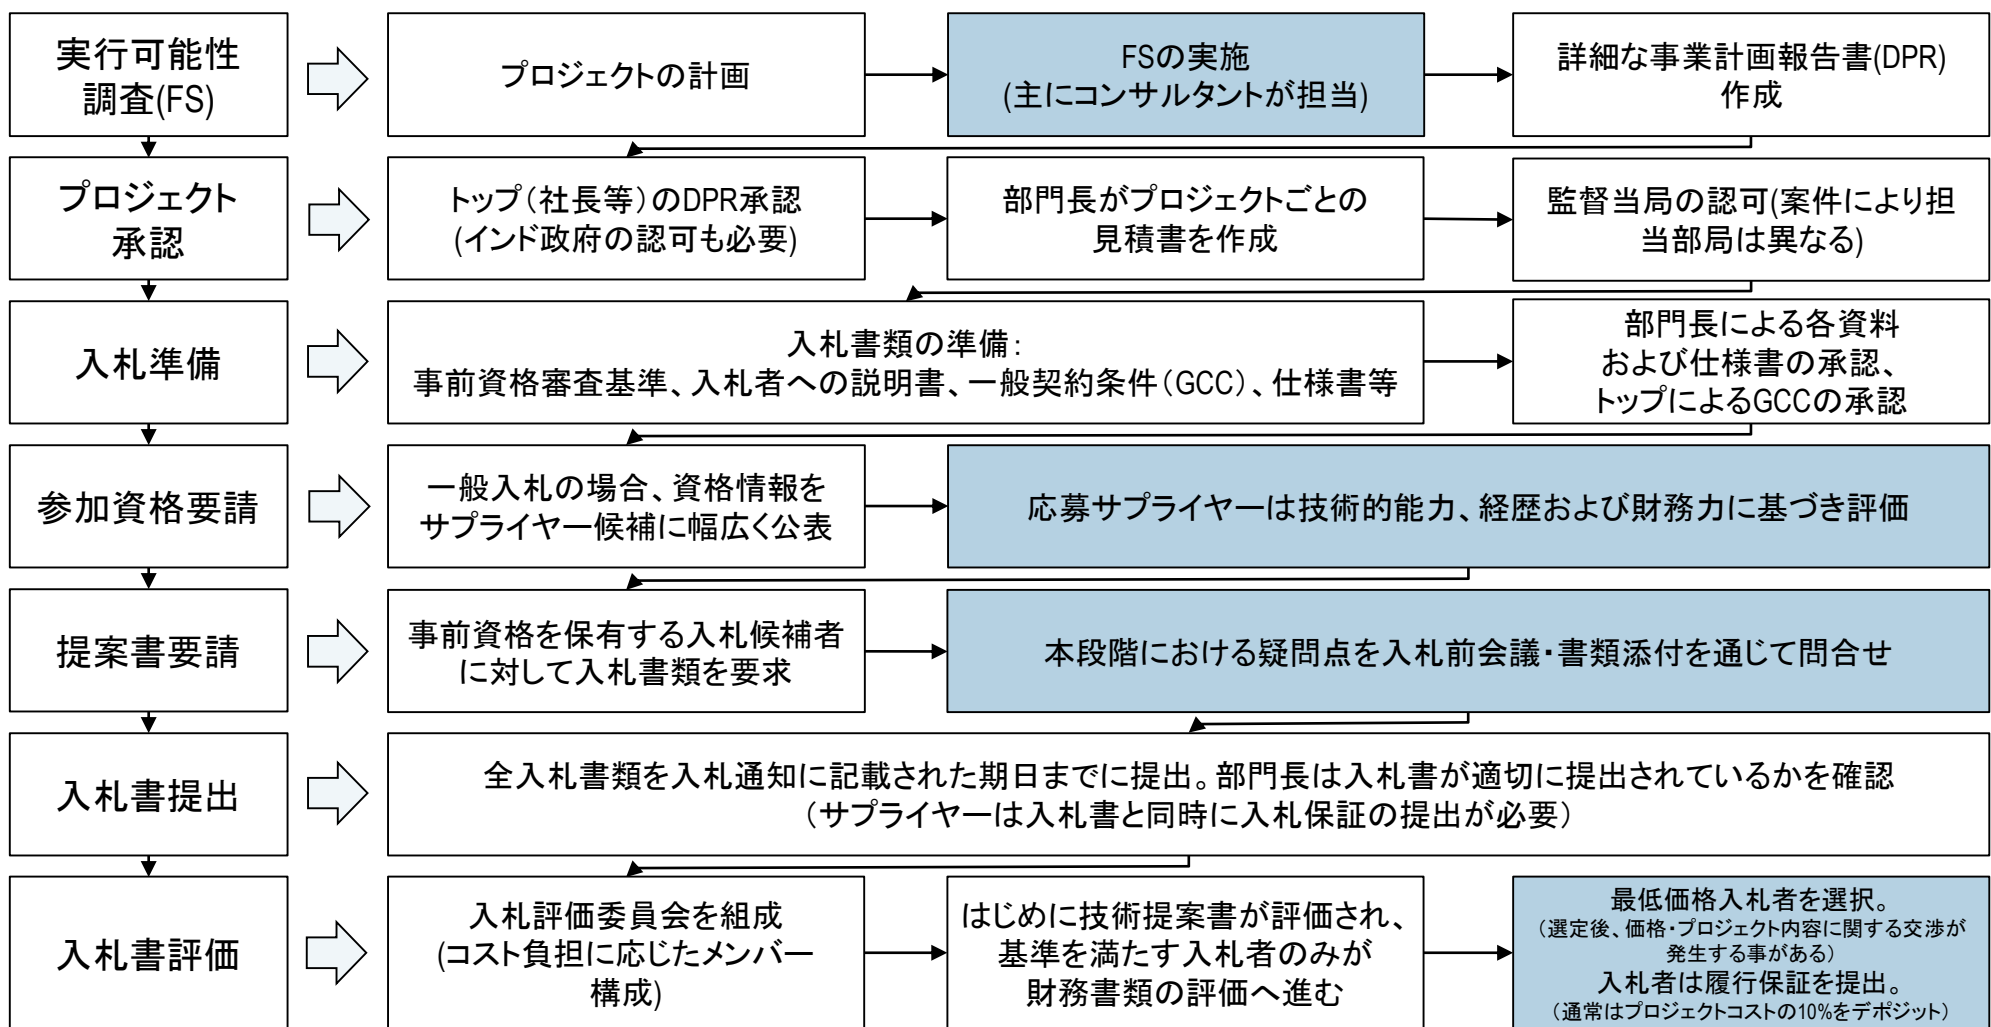 実行可能性
調査(FS)
プロジェクトの計画
FSの実施
(主にコンサルタントが担当)
詳細な事業計画報告書(DPR)
作成
プロジェクト
承認
トップ（社長等）のDPR承認
(インド政府の認可も必要)
部門長がプロジェクトごとの
見積書を作成
監督当局の認可(案件により担
当部局は異なる)
入札準備
入札書類の準備：
事前資格審査基準、入札者への説明書、一般契約条件（GCC）、仕様書等
部門長による各資料
および仕様書の承認、
トップによるGCCの承認
参加資格要請
一般入札の場合、資格情報を
サプライヤー候補に幅広く公表
応募サプライヤーは技術的能力、経歴および財務力に基づき評価
提案書要請
事前資格を保有する入札候補者
に対して入札書類を要求
本段階における疑問点を入札前会議・書類添付を通じて問合せ
入札書提出
全入札書類を入札通知に記載された期日までに提出。部門長は入札書が適切に提出されているかを確認
（サプライヤーは入札書と同時に入札保証の提出が必要）
入札書評価
入札評価委員会を組成
(コスト負担に応じたメンバー
構成)
はじめに技術提案書が評価され、
基準を満たす入札者のみが
財務書類の評価へ進む
最低価格入札者を選択。
（選定後、価格・プロジェクト内容に関する交渉が
発生する事がある）
入札者は履行保証を提出。
（通常はプロジェクトコストの10%をデポジット）